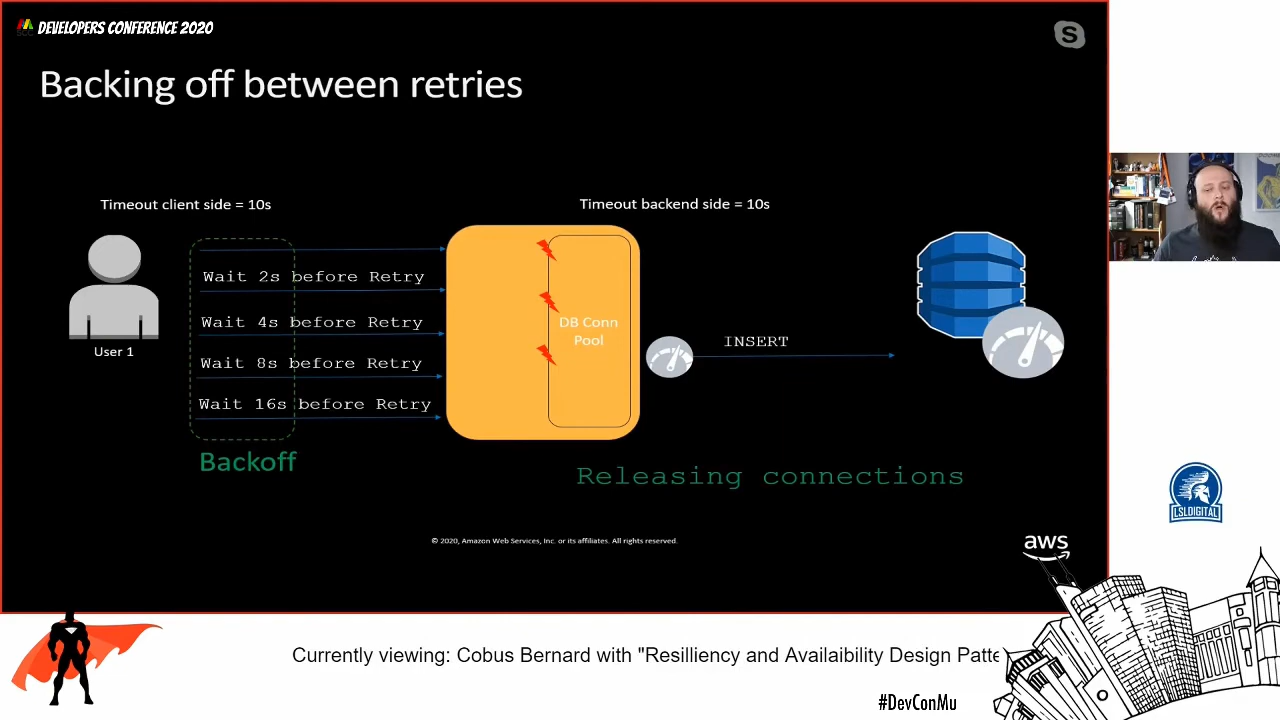 DEVELOPERS CONFERENCE 2020
S
Backing off between retries
Timeout client side = 10s
Timeout backend side = 10s
Wait 2s before Retry
Wait 4s before Retry
Wait 8s before Retry
Wait 16s before Retry
User 1
DB Conn
Pool
INSERT
Backoff
Releasing connections
© 2020, Amazon Web Services, Inc. or its affiliates. All rights reserved.
aws
LSLDIGITAL
Currently viewing: Cobus Bernard with "Resilliency and Availaibility Design Patte
#DevConMu